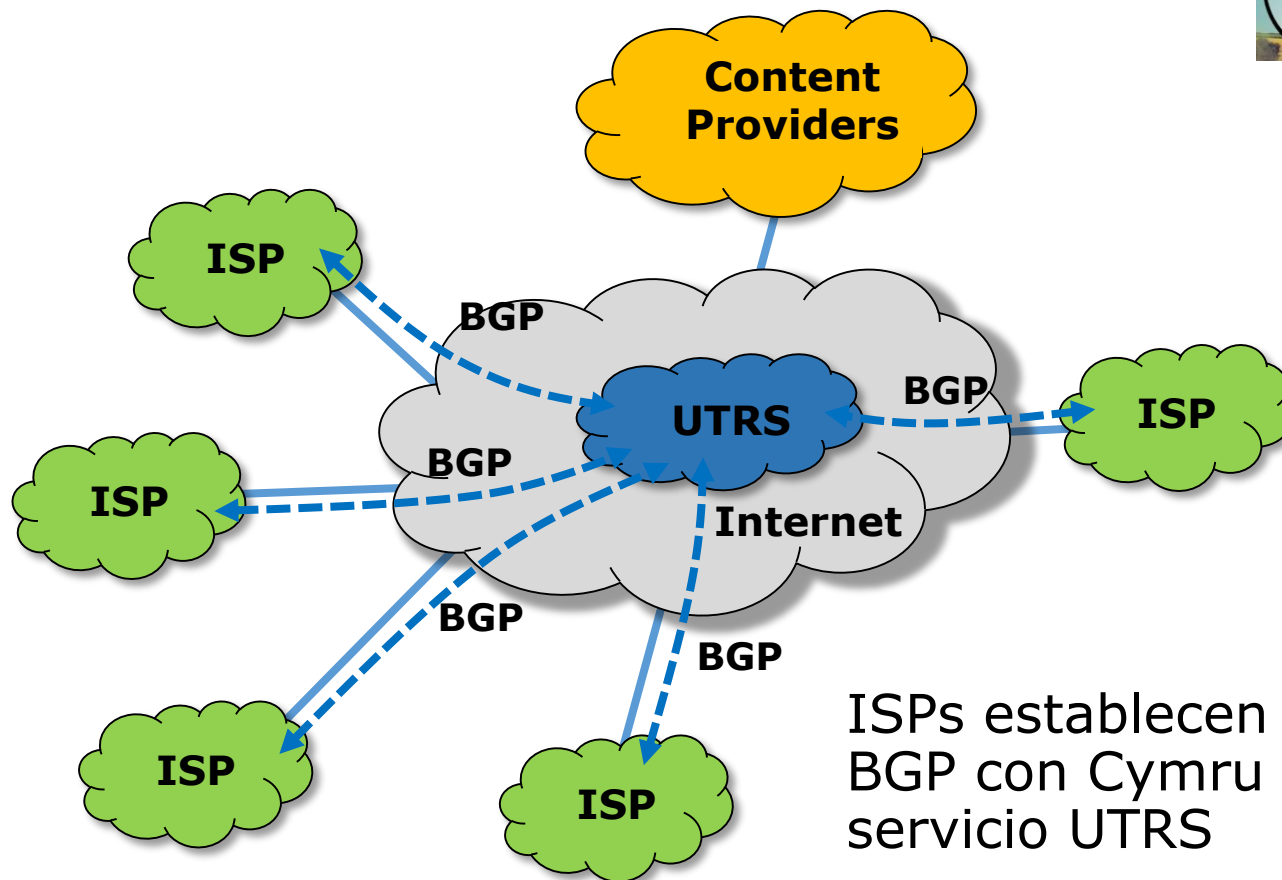 Content
Providers
ISP
BGP
UTRS
BGP
ISP
BGP
ISP
Internet
BGP
BGP
ISP
ISP
ISPs establecen
BGP con Cymru
servicio UTRS